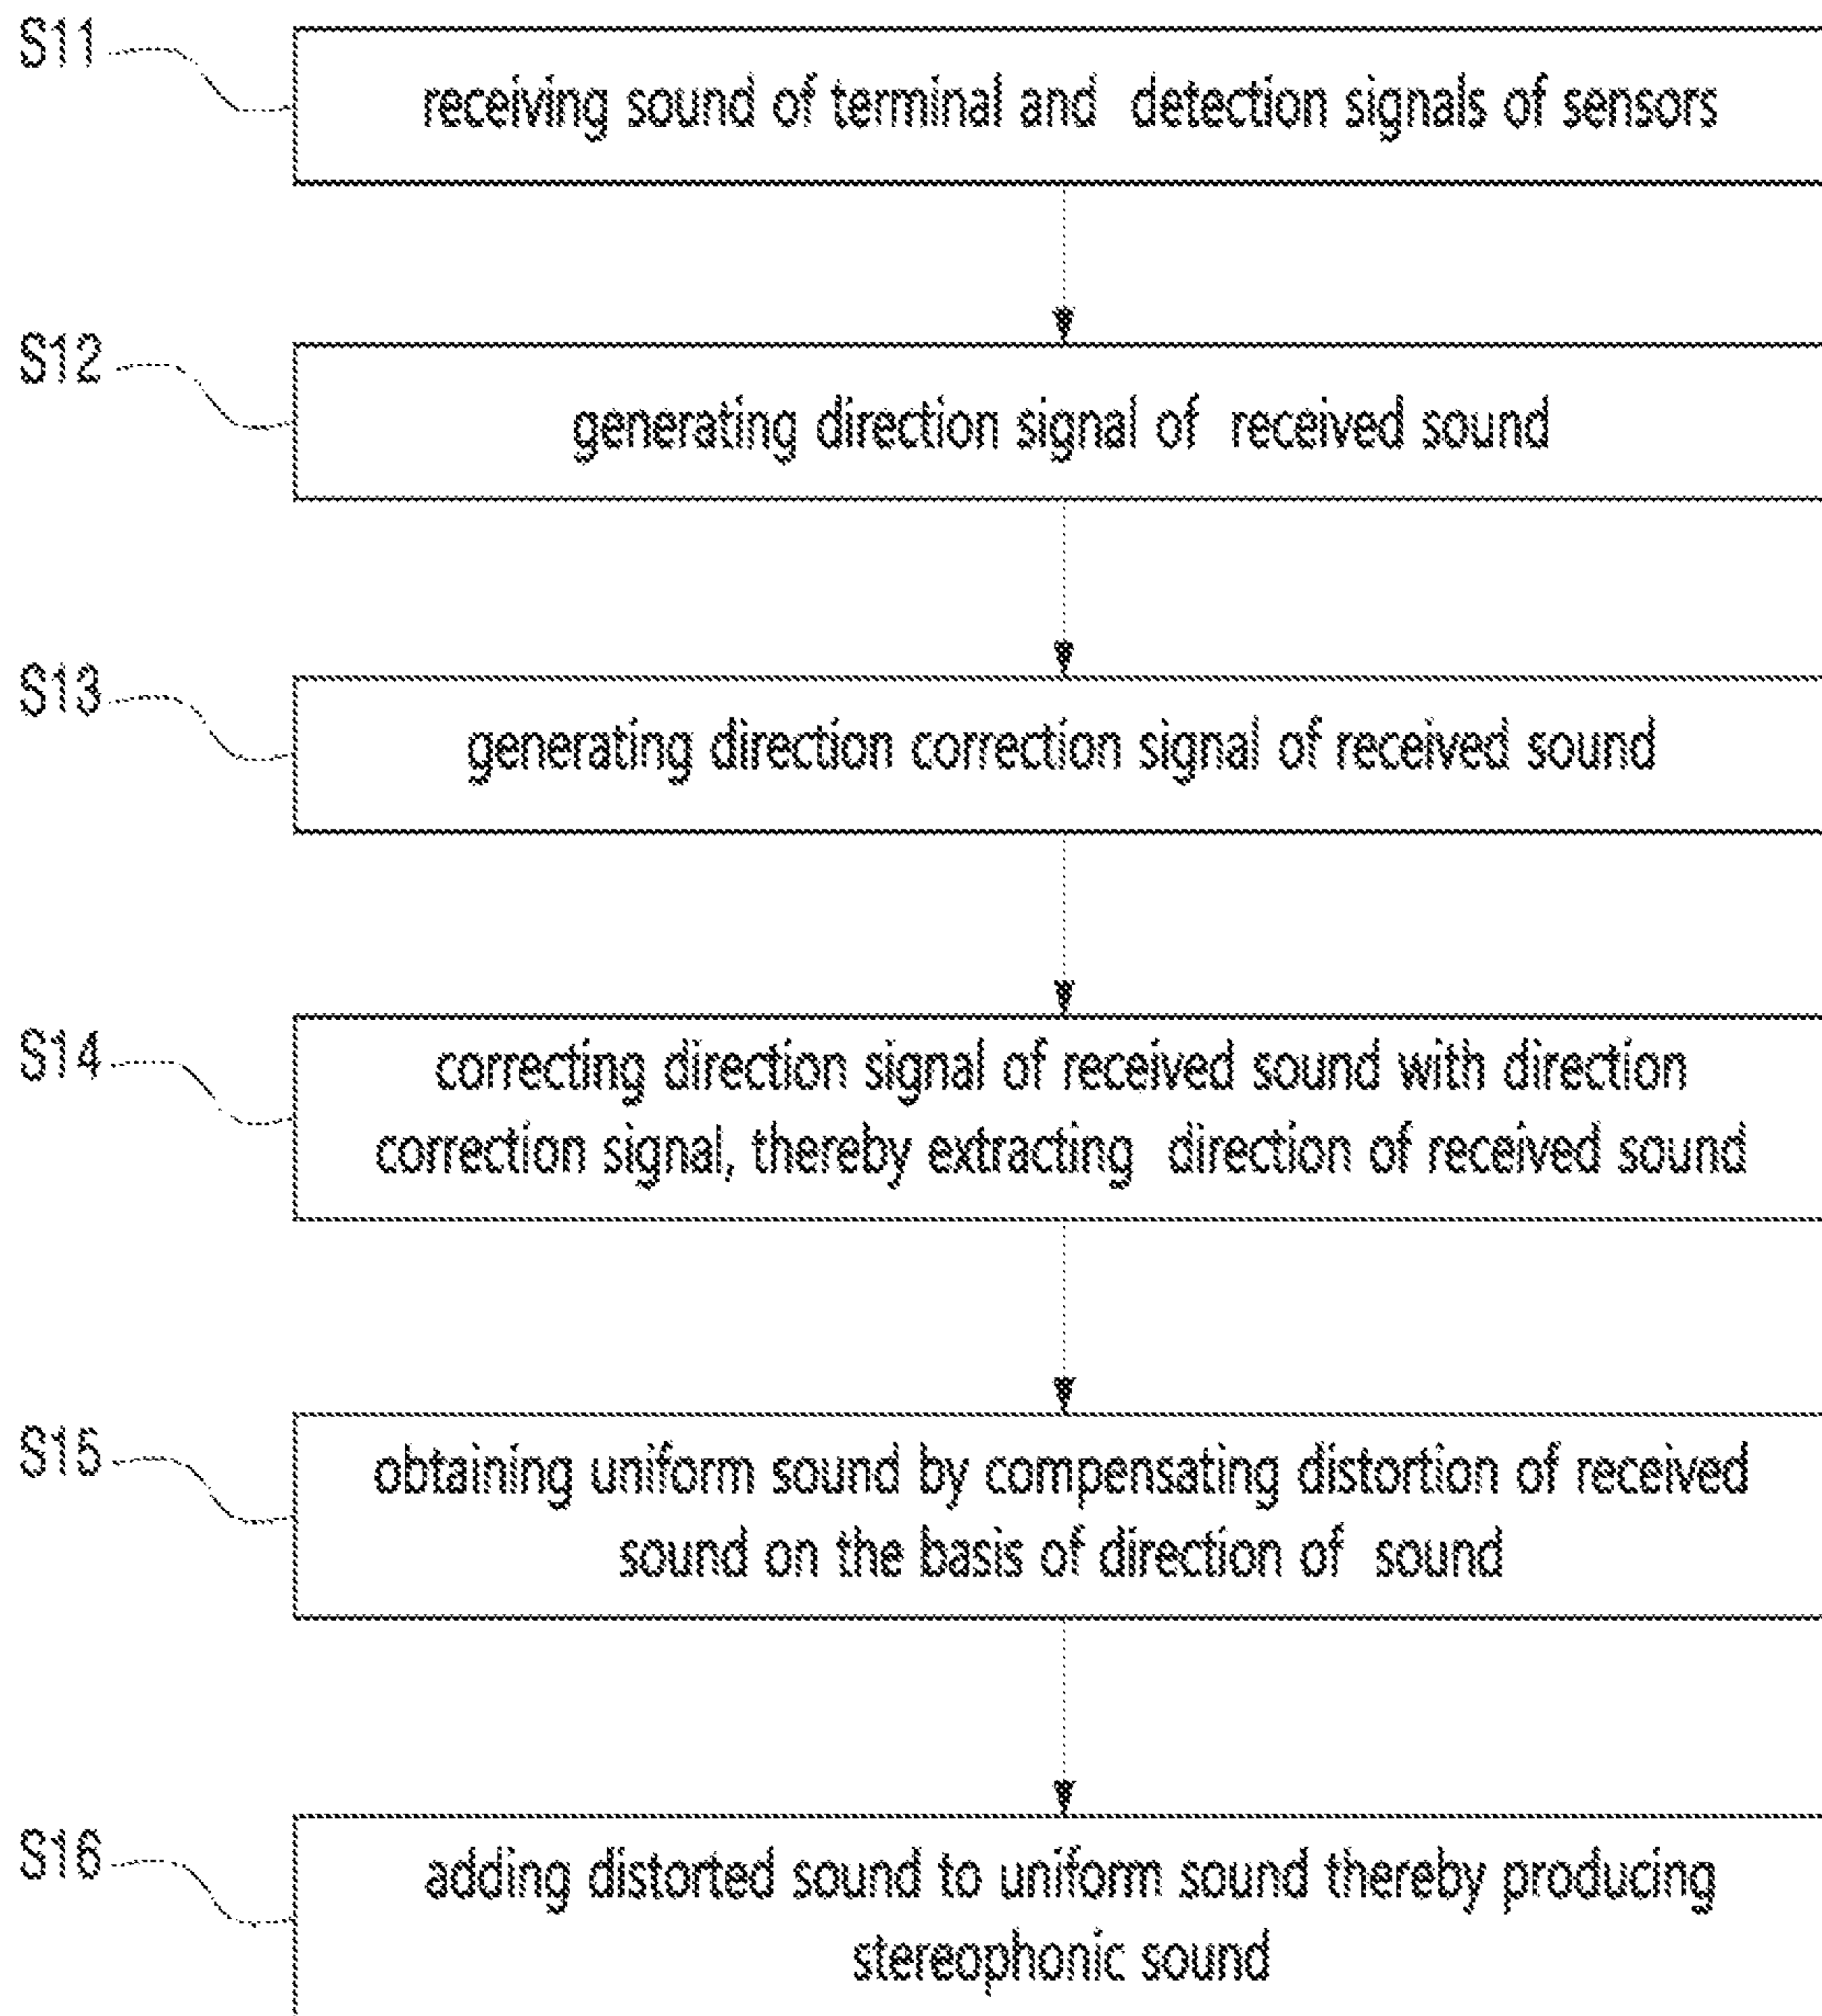 S11
receiving sound of terminal and detection signals of sensors
S12
generating direction signal of received sound
S13
generating direction correction signal of received sound
S14
correcting direction signal of received sound with direction
correction signal, thereby extracting direction of received sound
S15
obtaining uniform sound by compensating distortion of received
sound on the basis of direction of sound
S16
adding distorted sound to uniform sound thereby producing
stereophonic sound